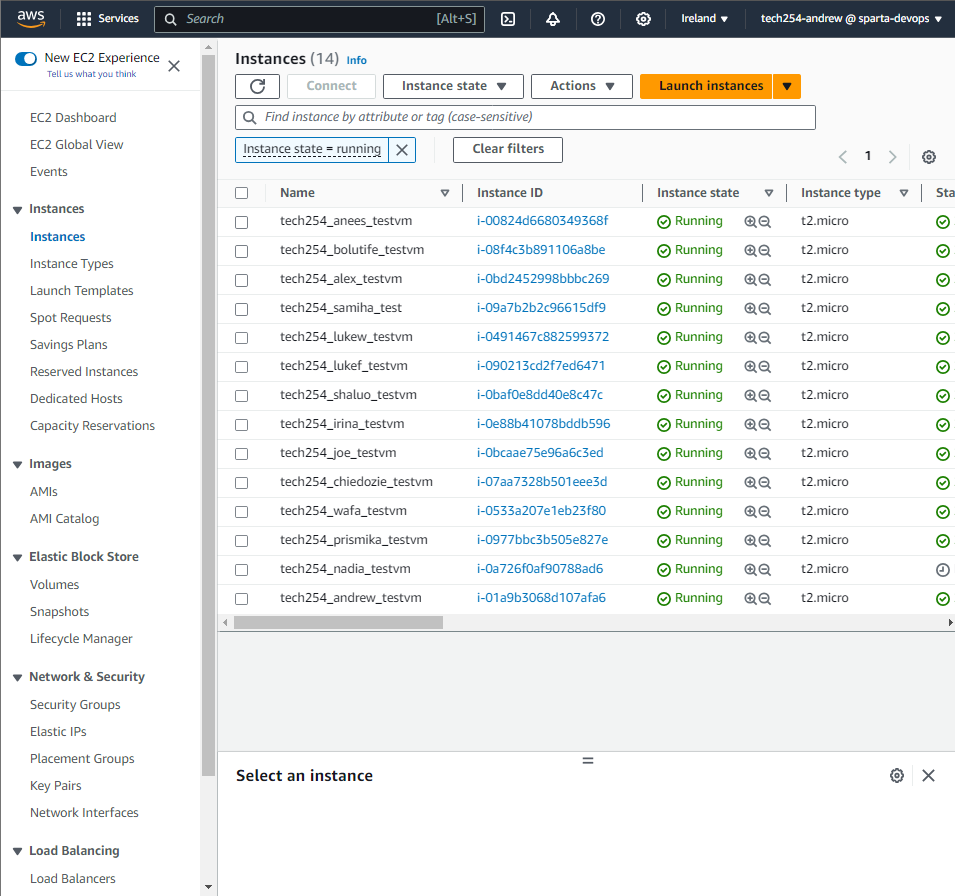 aws Services Search [Alt+S] Ireland tech254-andrew @ sparta-devops
New EC2 Experience
Tell us what you think
EC2 Dashboard
EC2 Global View
Events
Instances
Instances
Instance Types
Launch Templates
Spot Requests
Savings Plans
Reserved Instances
Dedicated Hosts
Capacity Reservations
Images
AMIs
AMI Catalog
Elastic Block Store
Volumes
Snapshots
Lifecycle Manager
Network & Security
Security Groups
Elastic IPs
Placement Groups
Key Pairs
Network Interfaces
Load Balancing
Load Balancers
Instances (14) Info
Connect Instance state Actions Launch instances
Find instance by attribute or tag (case-sensitive)
Instance state = running Clear filters 1
Name Instance ID Instance state Instance type Sta
tech254_anees_testvm i-00824d6680349368f Running t2.micro
tech254_bolutife_testvm i-08f4c3b891106a8be Running t2.micro
tech254_alex_testvm i-0bd2452998bbbc269 Running t2.micro
tech254_samiha_test i-09a7b2b2c96615df9 Running t2.micro
tech254_lukew_testvm i-0491467c882599372 Running t2.micro
tech254_lukef_testvm i-090213cd2f7ed6471 Running t2.micro
tech254_shaluo_testvm i-0baf0e8dd40e8c47c Running t2.micro
tech254_irina_testvm i-0e88b41078bddb596 Running t2.micro
tech254_joe_testvm i-0bcaae75e96a6c3ed Running t2.micro
tech254_chiedozie_testvm i-07aa7328b501eee3d Running t2.micro
tech254_wafa_testvm i-0533a207e1eb23f80 Running t2.micro
tech254_prismika_testvm i-0977bbc3b505e827e Running t2.micro
tech254_nadia_testvm i-0a726f0af90788ad6 Running t2.micro
tech254_andrew_testvm i-01a9b3068d107afa6 Running t2.micro
Select an instance